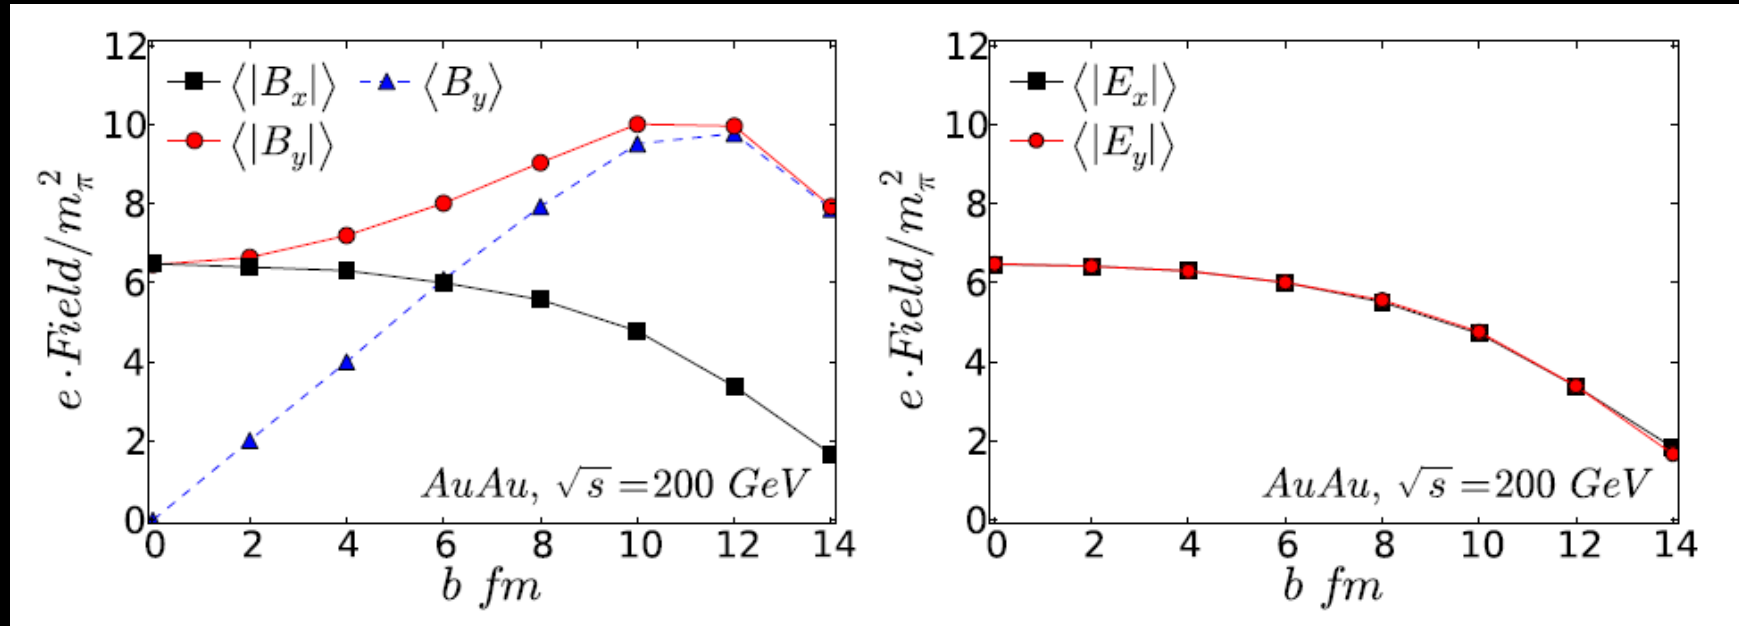 12
10
8
6
4
2
0
e · Field/m_π^2
⟨|B_x|⟩ ⟨B_y⟩
⟨|B_y|⟩
AuAu, √s =200 GeV
0 2 4 6 8 10 12 14
b fm
12
10
8
6
4
2
0
e · Field/m_π^2
⟨|E_x|⟩
⟨|E_y|⟩
AuAu, √s =200 GeV
0 2 4 6 8 10 12 14
b fm